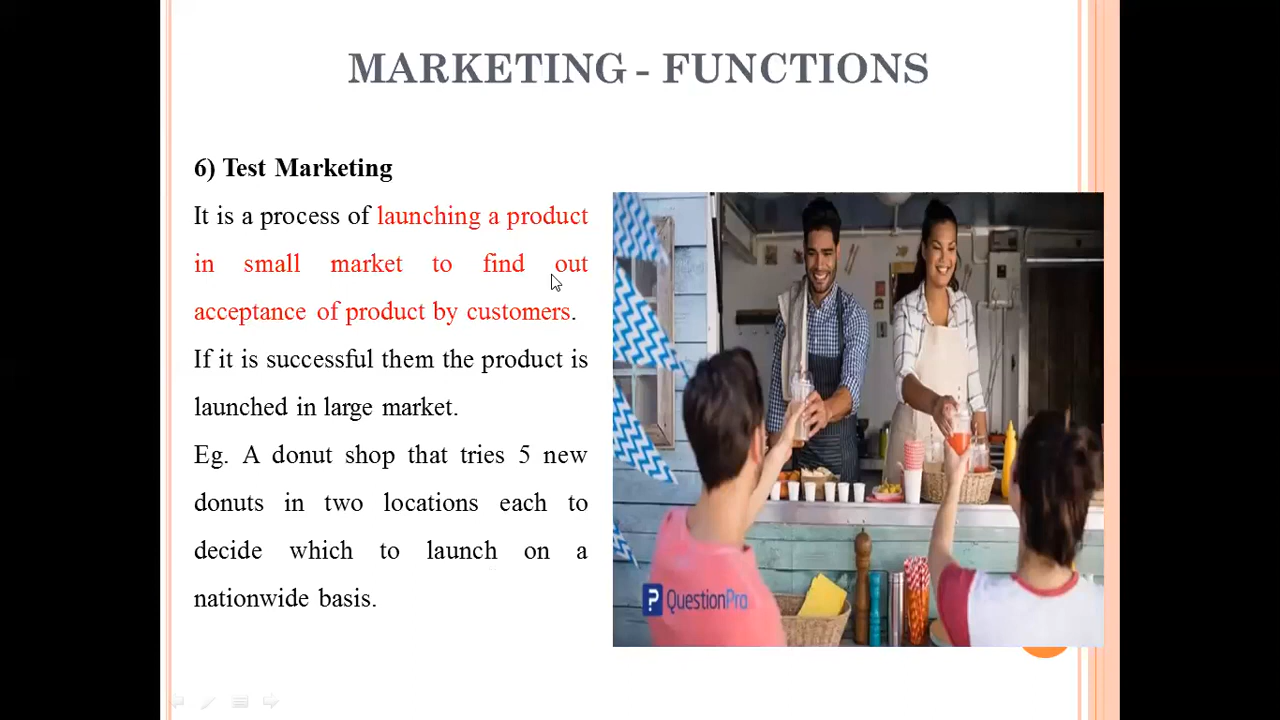 MARKETING - FUNCTIONS
6) Test Marketing
It is a process of launching a product
in small market to find out
acceptance of product by customers.
If it is successful them the product is
launched in large market.
Eg. A donut shop that tries 5 new
donuts in two locations each to
decide which to launch on a
nationwide basis.
QuestionPro